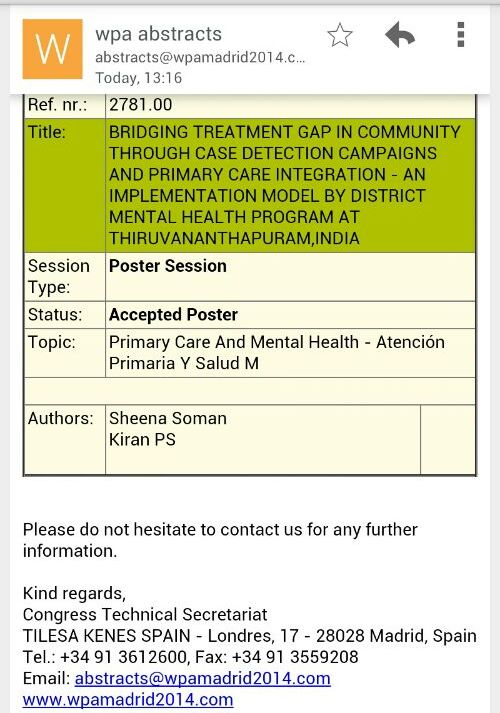 W
wpa abstracts
abstracts@wpamadrid2014.c...
Today, 13:16
Ref. nr.: 2781.00
Title: BRIDGING TREATMENT GAP IN COMMUNITY
THROUGH CASE DETECTION CAMPAIGNS
AND PRIMARY CARE INTEGRATION - AN
IMPLEMENTATION MODEL BY DISTRICT
MENTAL HEALTH PROGRAM AT
THIRUVANANTHAPURAM,INDIA
Session Poster Session
Type:
Status: Accepted Poster
Topic: Primary Care And Mental Health - Atención
Primaria Y Salud M
Authors: Sheena Soman
Kiran PS
Please do not hesitate to contact us for any further
information.
Kind regards,
Congress Technical Secretariat
TILESA KENES SPAIN - Londres, 17 - 28028 Madrid, Spain
Tel.: +34 91 3612600, Fax: +34 91 3559208
Email: abstracts@wpamadrid2014.com
www.wpamadrid2014.com